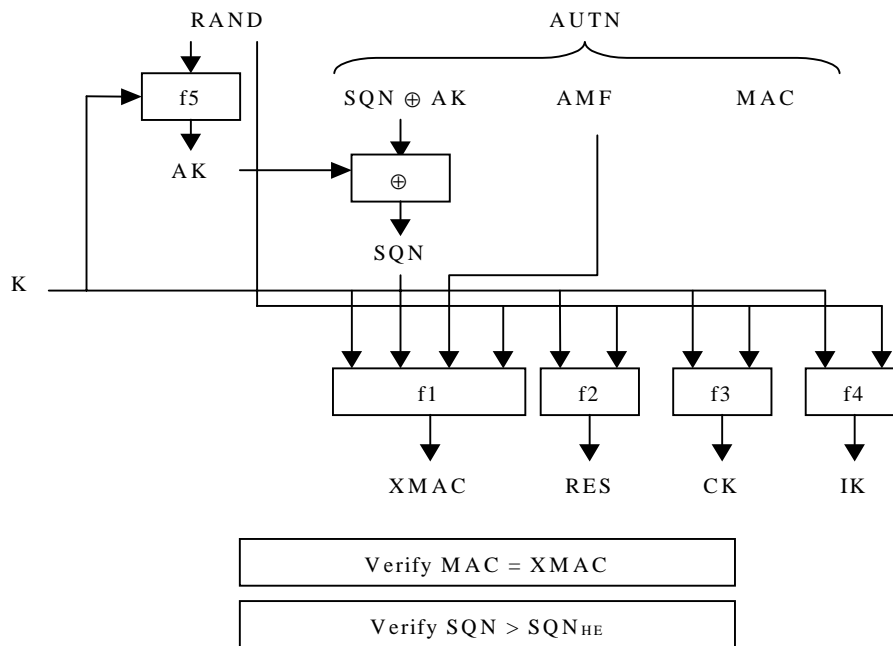 RAND
AUTN
f5
SQN ⊕ AK
AMF
MAC
AK
⊕
SQN
K
f1
f2
f3
f4
XMAC
RES
CK
IK
Verify MAC = XMAC
Verify SQN > SQNHE